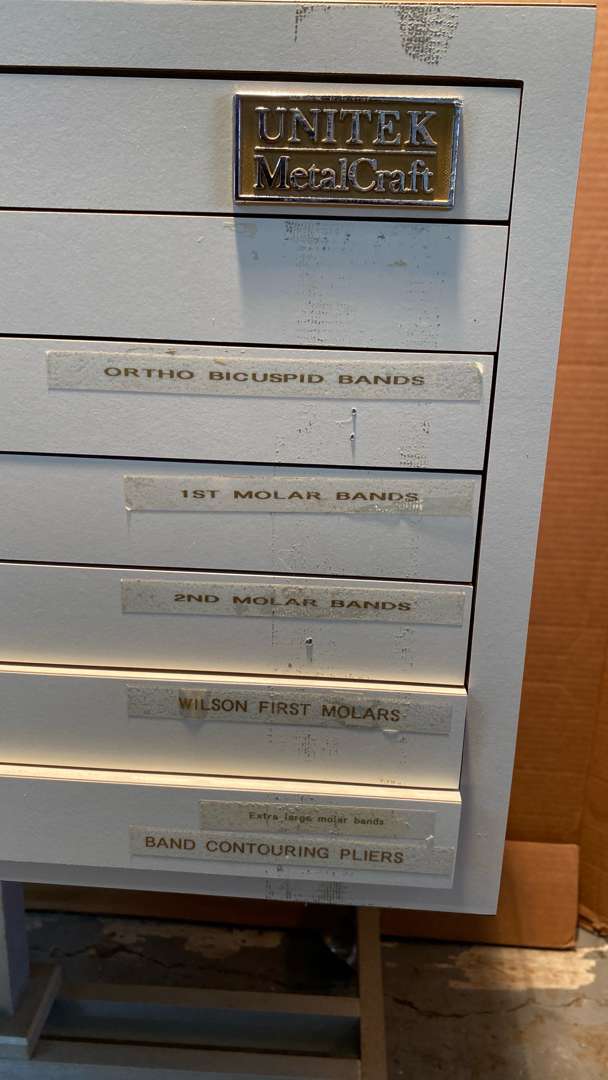 UNITEK
MetalCraft
ORTHO BICUSPID BANDS
1ST MOLAR BANDS
2ND MOLAR BANDS
WILSON FIRST MOLARS
Extra large molar bands
BAND CONTOURING PLIERS